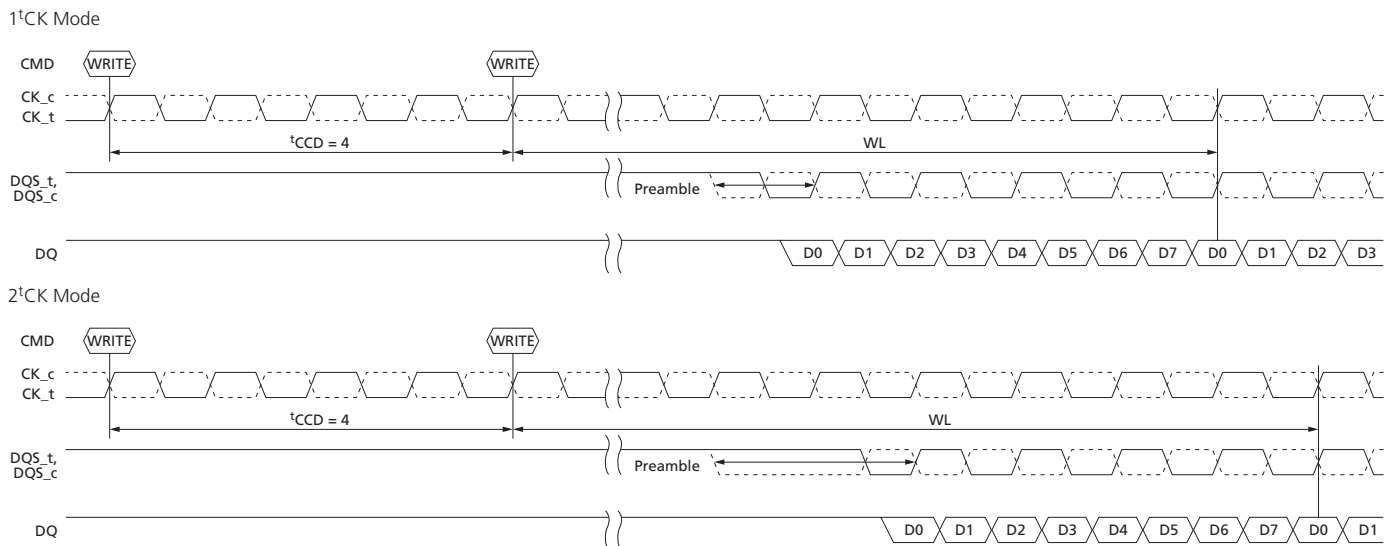 1tCK Mode
CMD WRITE WRITE
CK_c
CK_t
tCCD = 4 WL
DQS_t,
DQS_c
Preamble
DQ D0 D1 D2 D3 D4 D5 D6 D7 D0 D1 D2 D3
2tCK Mode
CMD WRITE WRITE
CK_c
CK_t
tCCD = 4 WL
DQS_t,
DQS_c
Preamble
DQ D0 D1 D2 D3 D4 D5 D6 D7 D0 D1